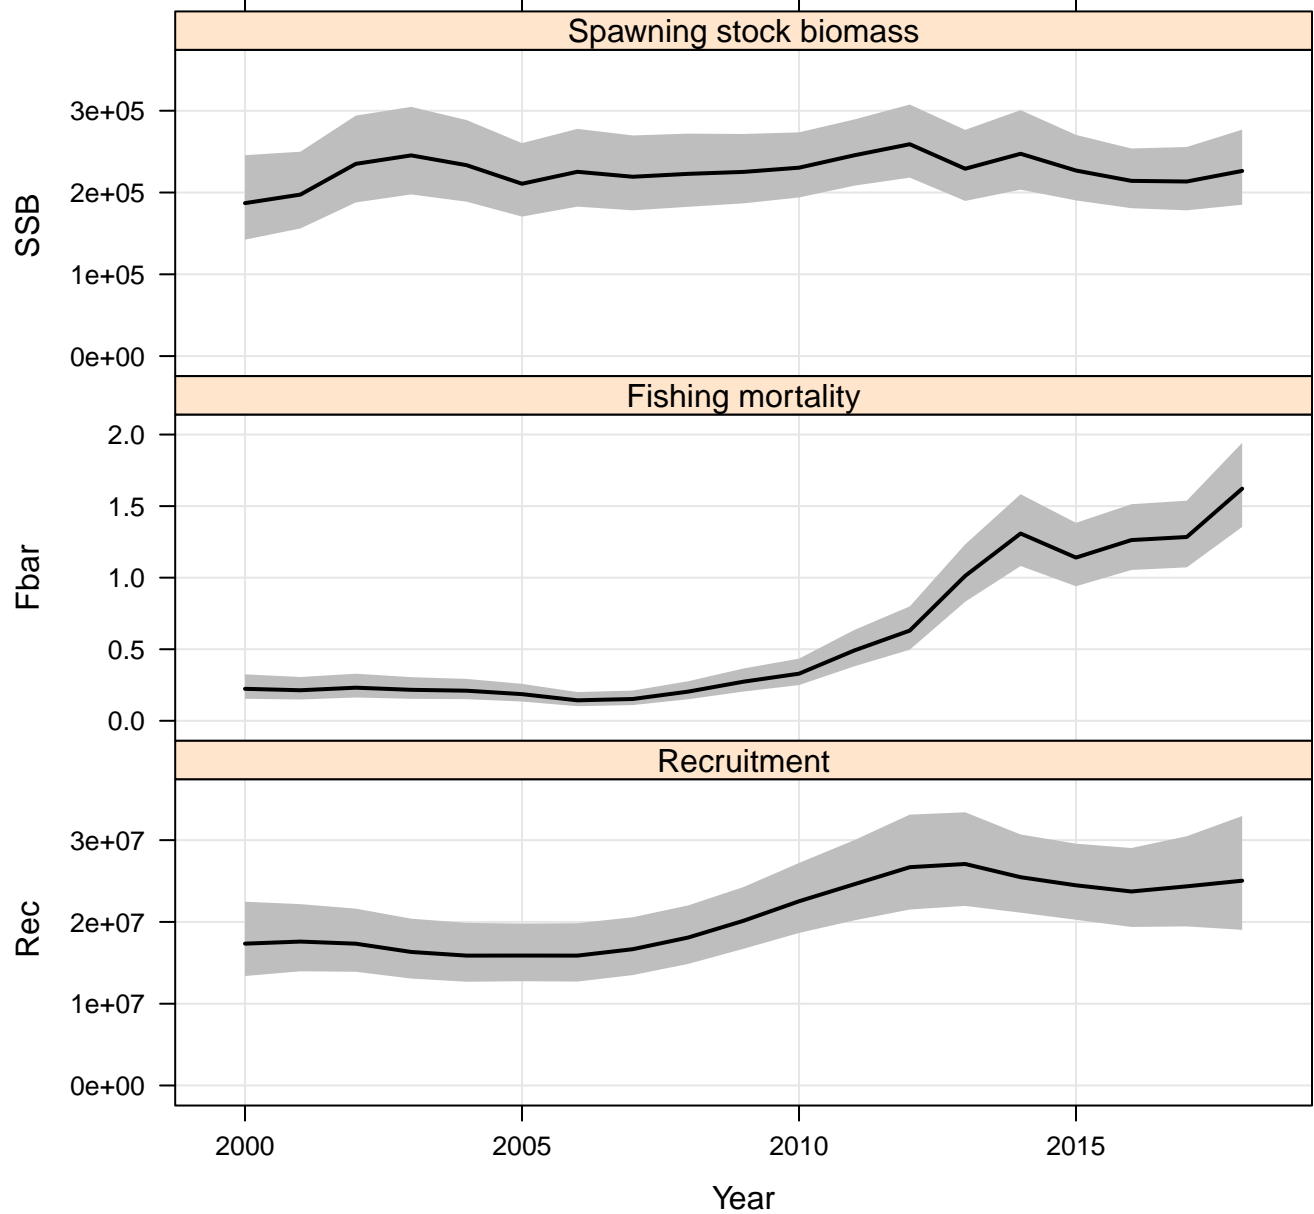 Spawning stock biomass
3e+05
2e+05
1e+05
0e+00
SSB
Fishing mortality
2.0
1.5
1.0
0.5
0.0
Fbar
Recruitment
3e+07
2e+07
1e+07
0e+00
Rec
2000 2005 2010 2015
Year